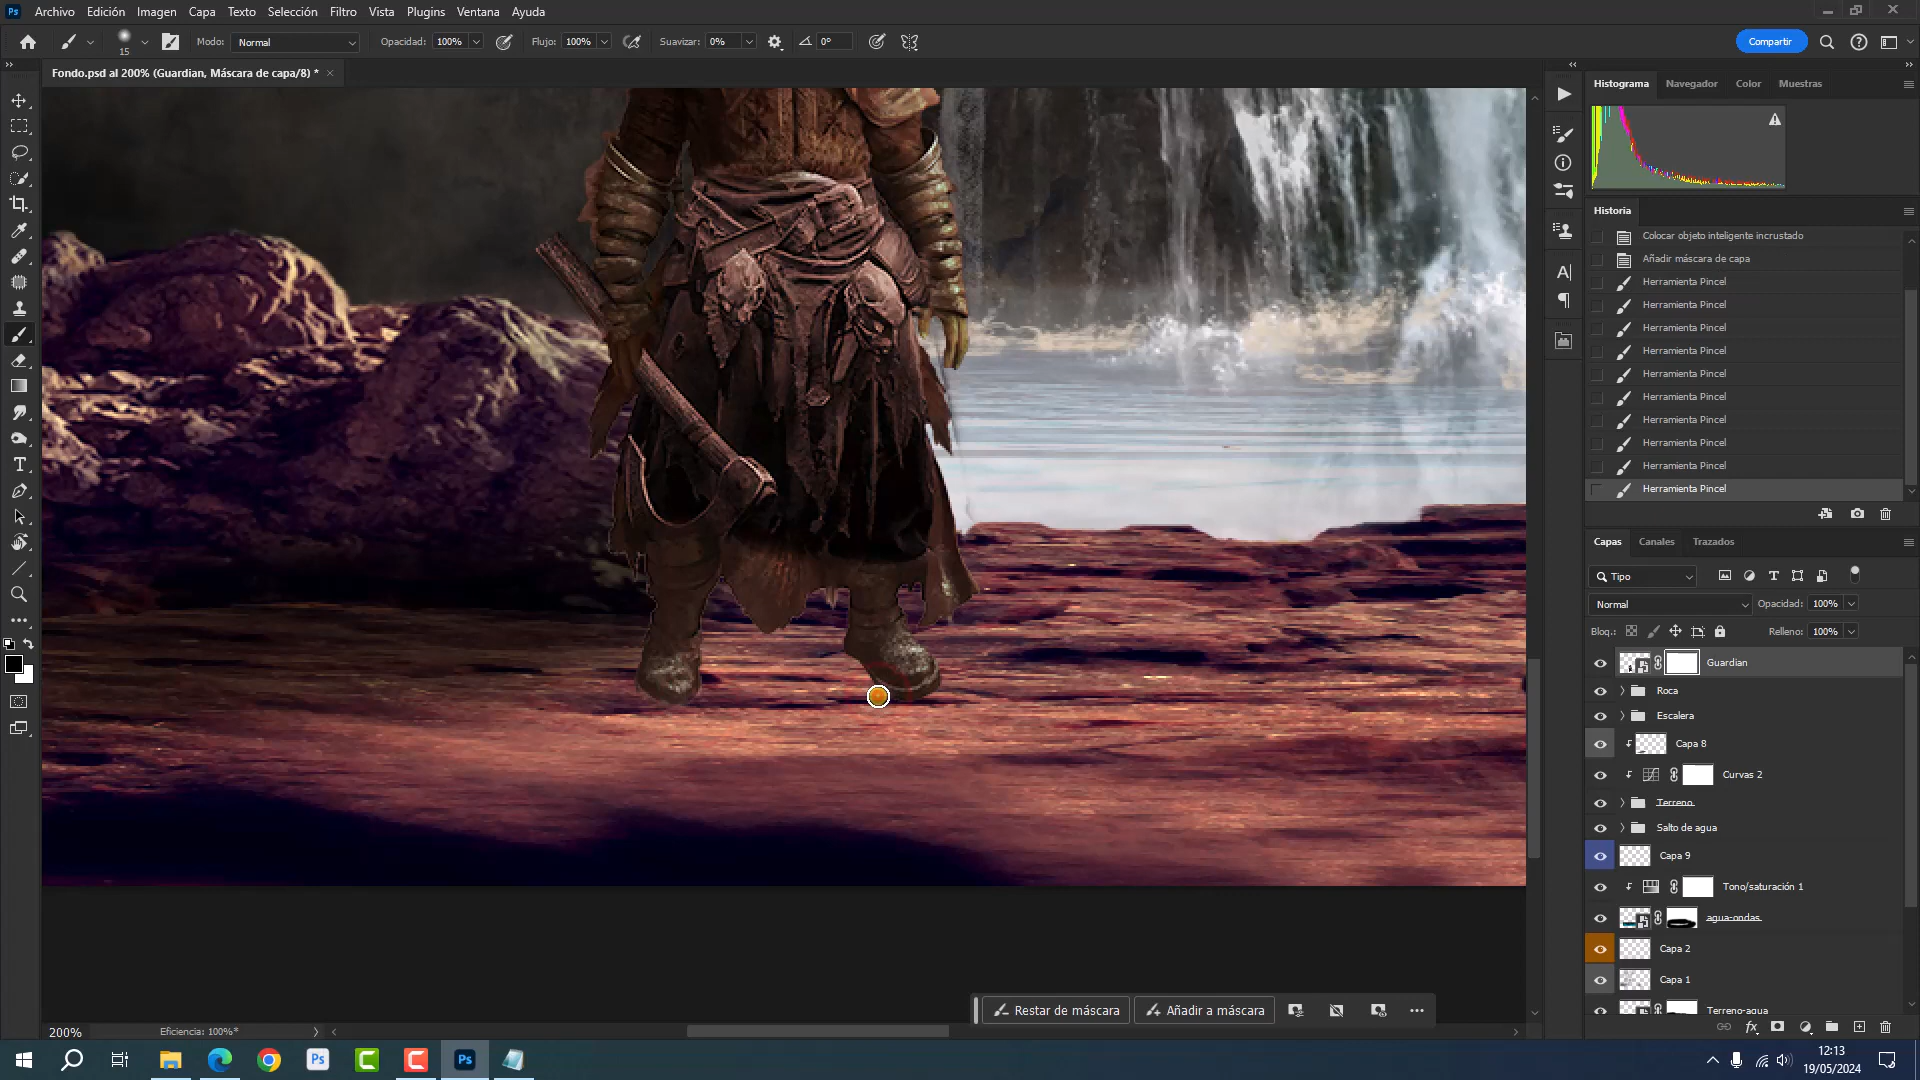 Ps Archivo Edición Imagen Capa Texto Selección Filtro Vista Plugins Ventana Ayuda
15 Modo: Normal Opacidad: 100% Flujo: 100% Suavizar: 0% 0° Compartir
Fondo.psd al 200% (Guardian, Máscara de capa/8) *
Histograma Navegador Color Muestras
Historia
Colocar objeto inteligente incrustado
Añadir máscara de capa
Herramienta Pincel
Herramienta Pincel
Herramienta Pincel
Herramienta Pincel
Herramienta Pincel
Herramienta Pincel
Herramienta Pincel
Herramienta Pincel
Herramienta Pincel
Herramienta Pincel
Capas Canales Trazados
Tipo
Normal Opacidad: 100%
Bloq.: Relleno: 100%
Guardian
Roca
Escalera
Capa 8
Curvas 2
Terreno
Salto de agua
Capa 9
Tono/saturación 1
agua-ondas
Capa 2
Capa 1
Terreno-agua
Restar de máscara Añadir a máscara
200% Eficiencia: 100%*
12:13
19/05/2024